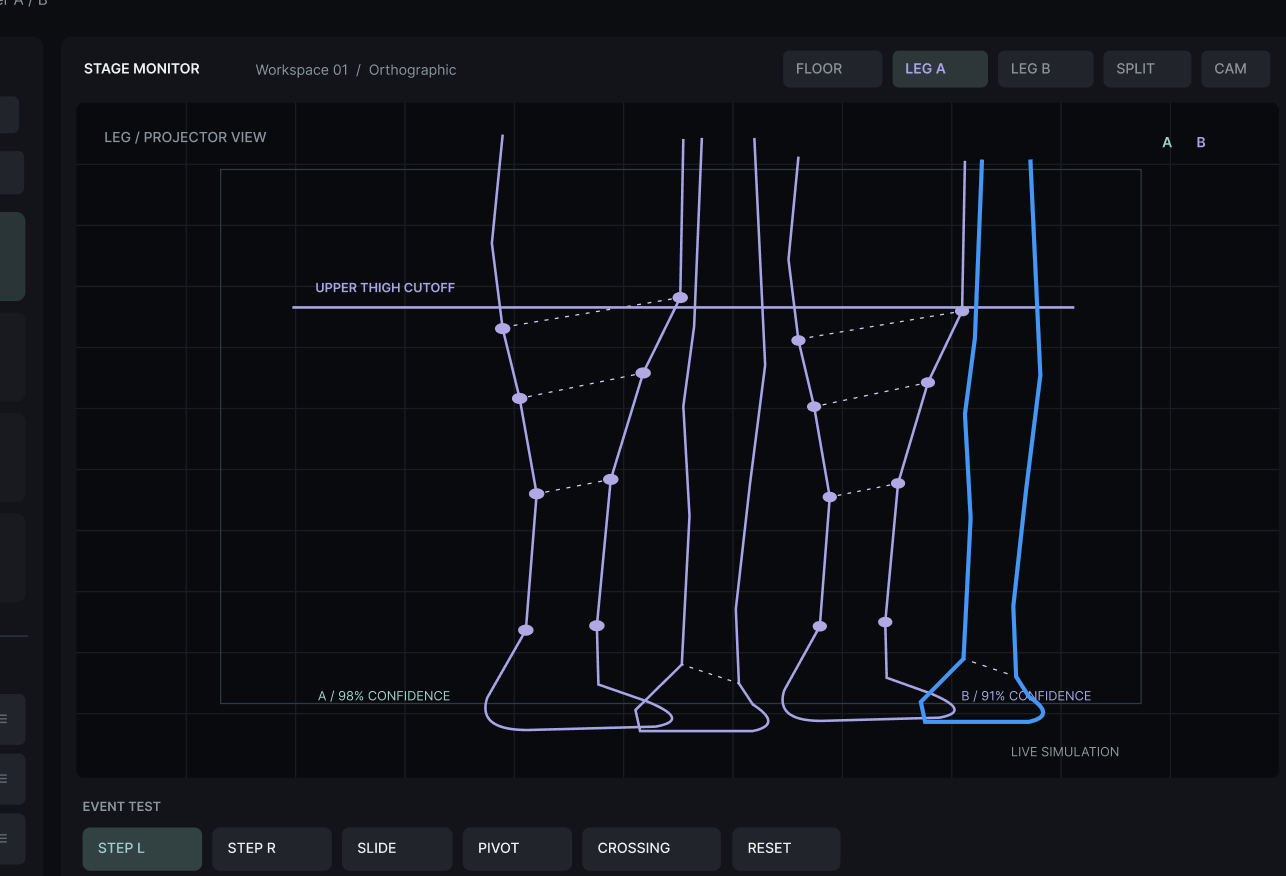 STAGE MONITOR
Workspace 01 / Orthographic
FLOOR
LEG A
LEG B
SPLIT
CAM
LEG / PROJECTOR VIEW
A
B
UPPER THIGH CUTOFF
A / 98% CONFIDENCE
B / 91% CONFIDENCE
LIVE SIMULATION
EVENT TEST
STEP L
STEP R
SLIDE
PIVOT
CROSSING
RESET